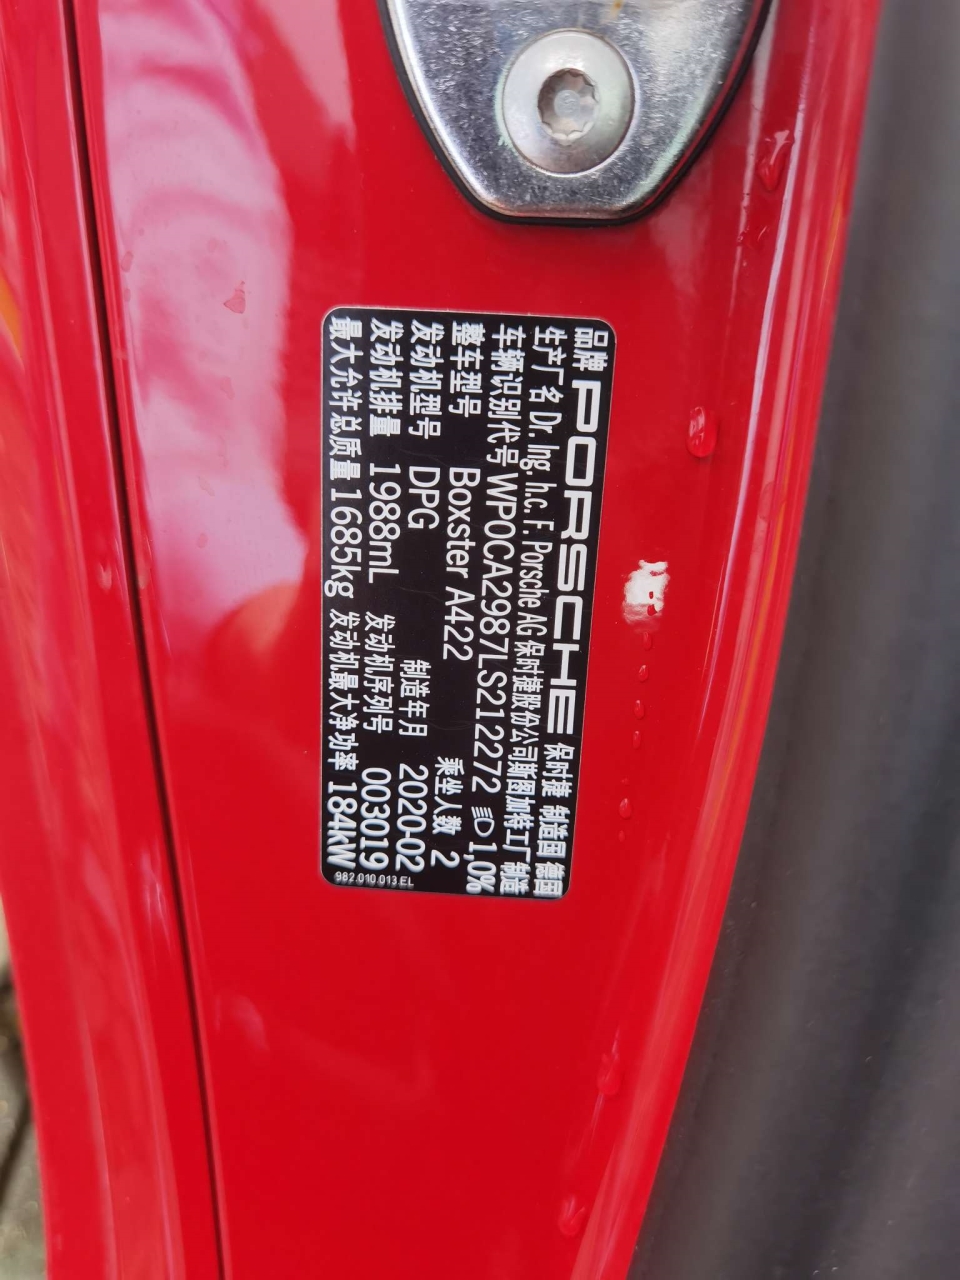 品牌 PORSCHE 保时捷 制造国 德国
生产厂名 Dr. Ing. h.c. F. Porsche AG 保时捷股份公司斯图加特工厂 制造
车辆识别代号 WP0CA2987LS212272 1,0%
整车型号 Boxster A422 乘坐人数 2
发动机型号 DPG 制造年月 2020-02
发动机排量 1988mL 发动机序列号 003019
最大允许总质量 1685kg 发动机最大净功率 184kW
982.010.013.EL